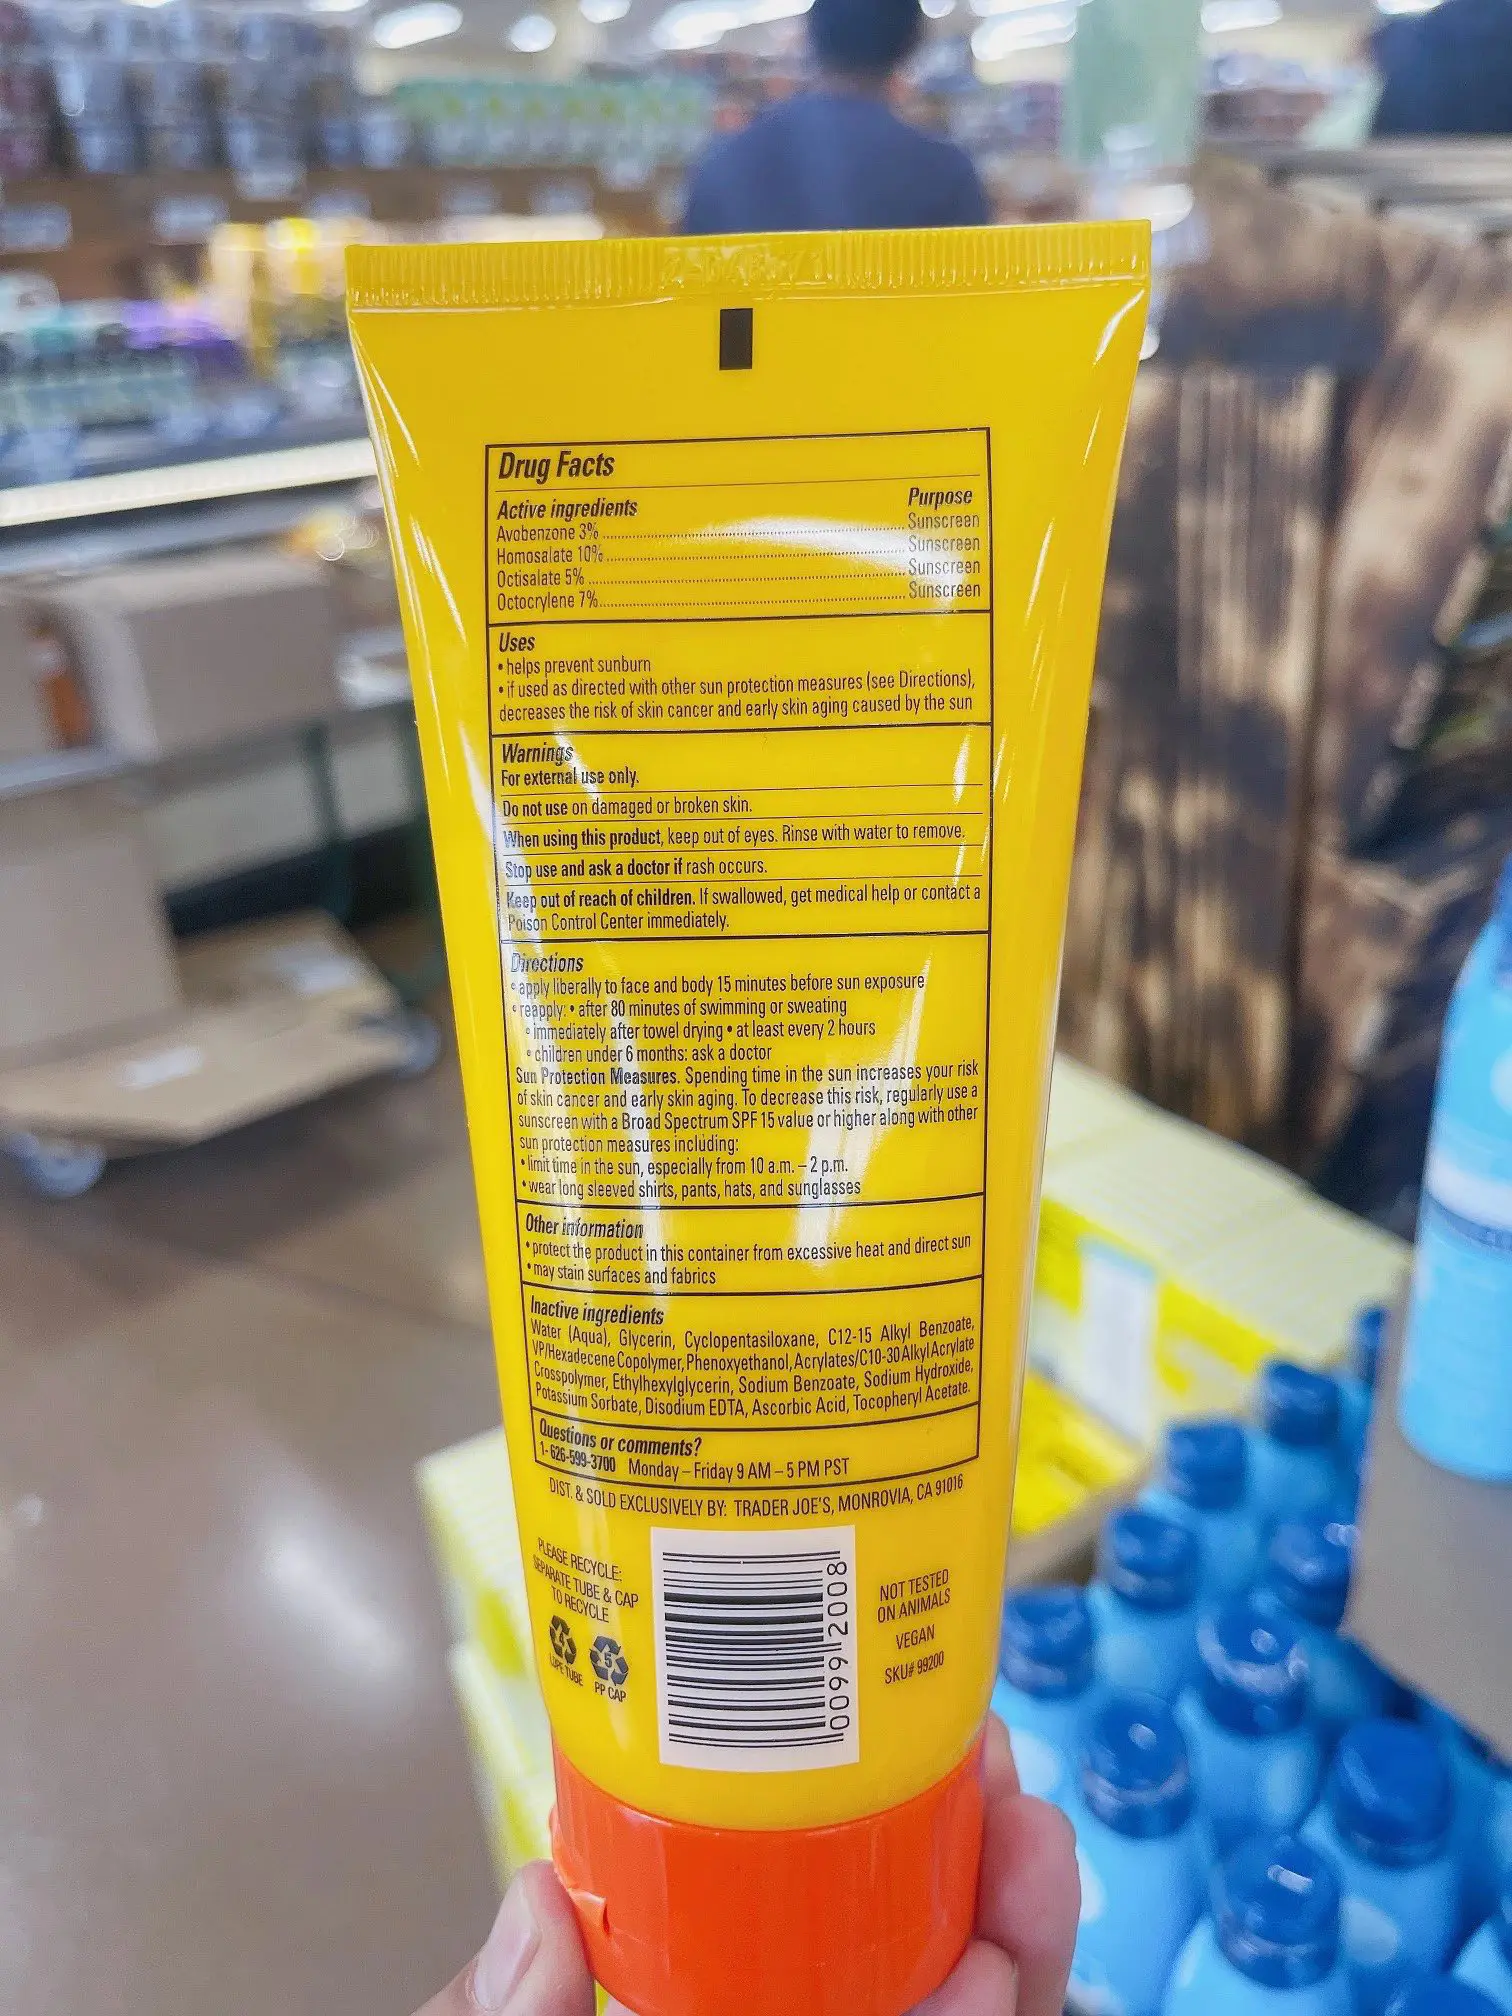 Drug Facts
Active ingredients Purpose
Avobenzone 3% Sunscreen
Homosalate 10% Sunscreen
Octisalate 5% Sunscreen
Octocrylene 7% Sunscreen
Uses
• helps prevent sunburn
• if used as directed with other sun protection measures (see Directions),
decreases the risk of skin cancer and early skin aging caused by the sun
Warnings
For external use only.
Do not use on damaged or broken skin.
When using this product, keep out of eyes. Rinse with water to remove.
Stop use and ask a doctor if rash occurs.
Keep out of reach of children. If swallowed, get medical help or contact a
Poison Control Center immediately.
Directions
• apply liberally to face and body 15 minutes before sun exposure
• reapply: • after 80 minutes of swimming or sweating
• immediately after towel drying • at least every 2 hours
• children under 6 months: ask a doctor
Sun Protection Measures. Spending time in the sun increases your risk
of skin cancer and early skin aging. To decrease this risk, regularly use a
sunscreen with a Broad Spectrum SPF 15 value or higher along with other
sun protection measures including:
• limit time in the sun, especially from 10 a.m. – 2 p.m.
• wear long sleeved shirts, pants, hats, and sunglasses
Other information
• protect the product in this container from excessive heat and direct sun
• may stain surfaces and fabrics
Inactive ingredients
Water (Aqua), Glycerin, Cyclopentasiloxane, C12-15 Alkyl Benzoate,
VP/Hexadecene Copolymer, Phenoxyethanol, Acrylates/C10-30 Alkyl Acrylate
Crosspolymer, Ethylhexylglycerin, Sodium Benzoate, Sodium Hydroxide,
Potassium Sorbate, Disodium EDTA, Ascorbic Acid, Tocopheryl Acetate.
Questions or comments?
1-626-599-3700 Monday – Friday 9 AM – 5 PM PST
DIST. & SOLD EXCLUSIVELY BY: TRADER JOE'S, MONROVIA, CA 91016
PLEASE RECYCLE:
SEPARATE TUBE & CAP
TO RECYCLE
4 5
LDPE TUBE PP CAP
0099 2008
NOT TESTED
ON ANIMALS
VEGAN
SKU# 99200